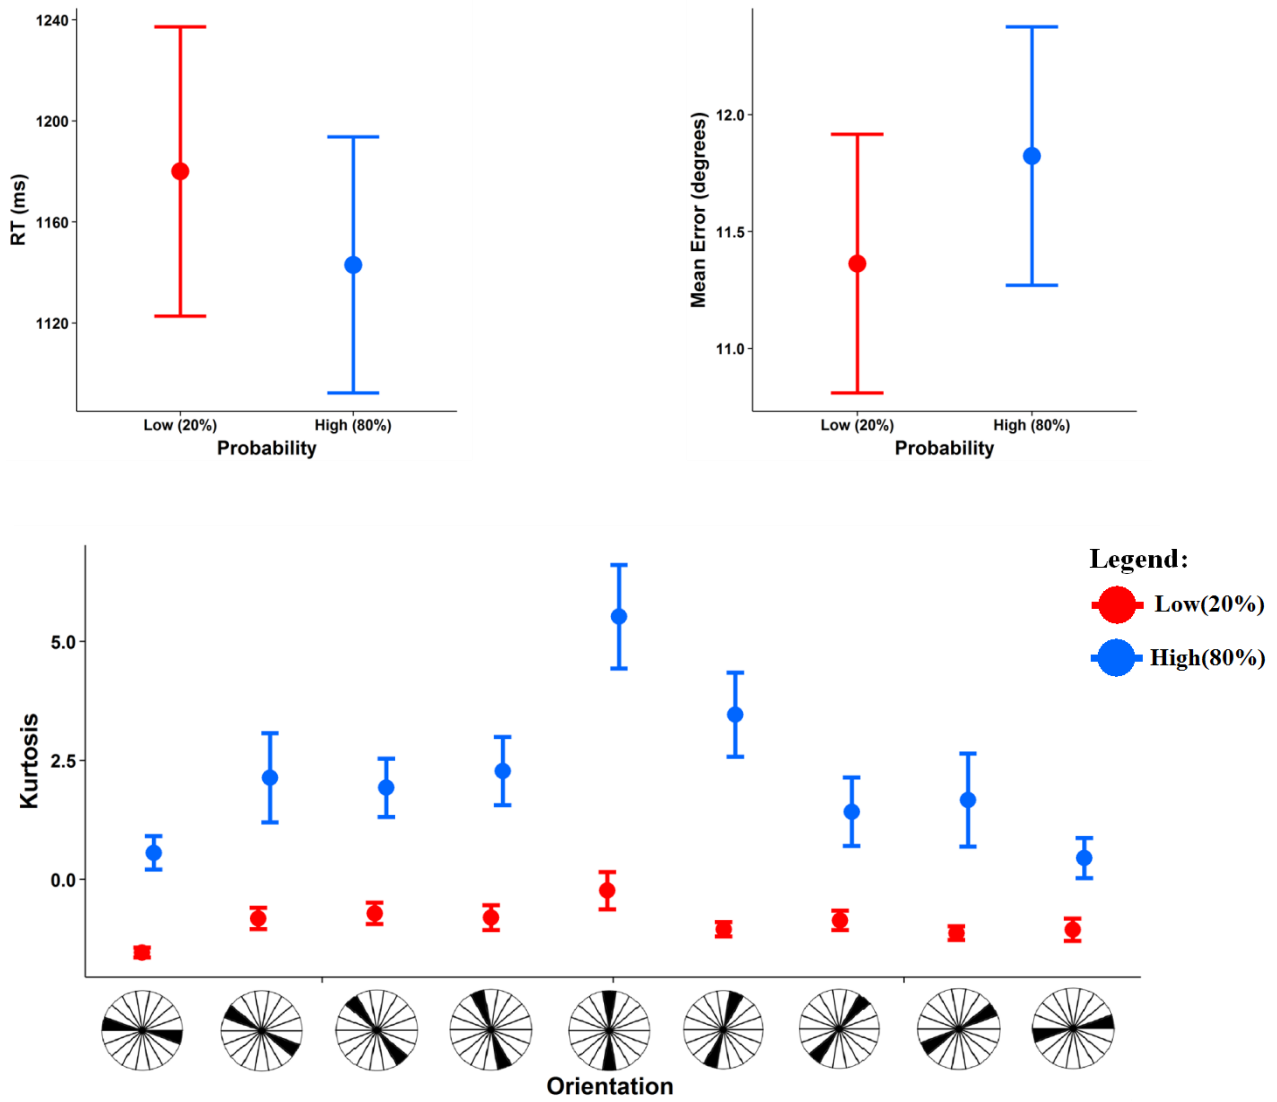 1240
1200
1160
1120
RT (ms)
Low (20%) High (80%)
Probability
12.0
11.5
11.0
Mean Error (degrees)
Low (20%) High (80%)
Probability
5.0
2.5
0.0
Kurtosis
Orientation
Legend:
Low(20%)
High(80%)